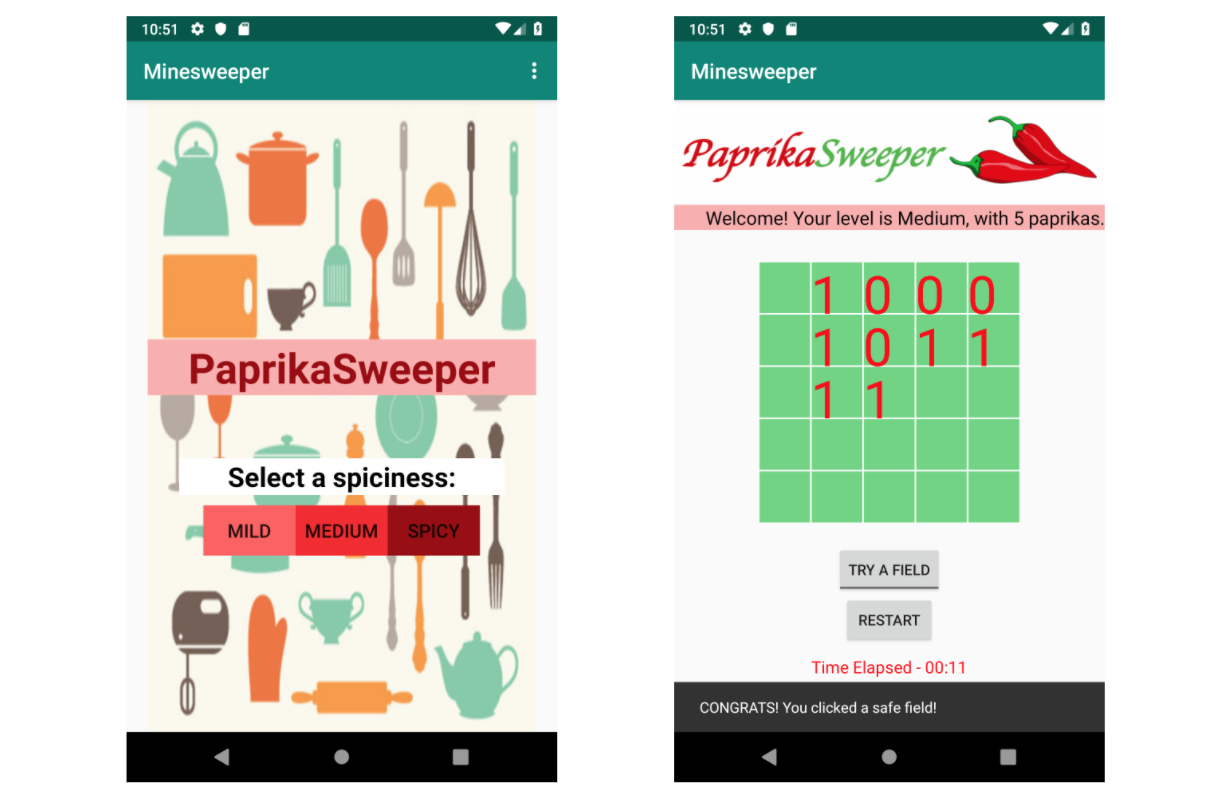 10:51
Minesweeper
PaprikaSweeper
Select a spiciness:
MILD MEDIUM SPICY
10:51
Minesweeper
PaprikaSweeper
Welcome! Your level is Medium, with 5 paprikas.
1 0 0 0
1 0 1 1
1 1
TRY A FIELD
RESTART
Time Elapsed - 00:11
CONGRATS! You clicked a safe field!